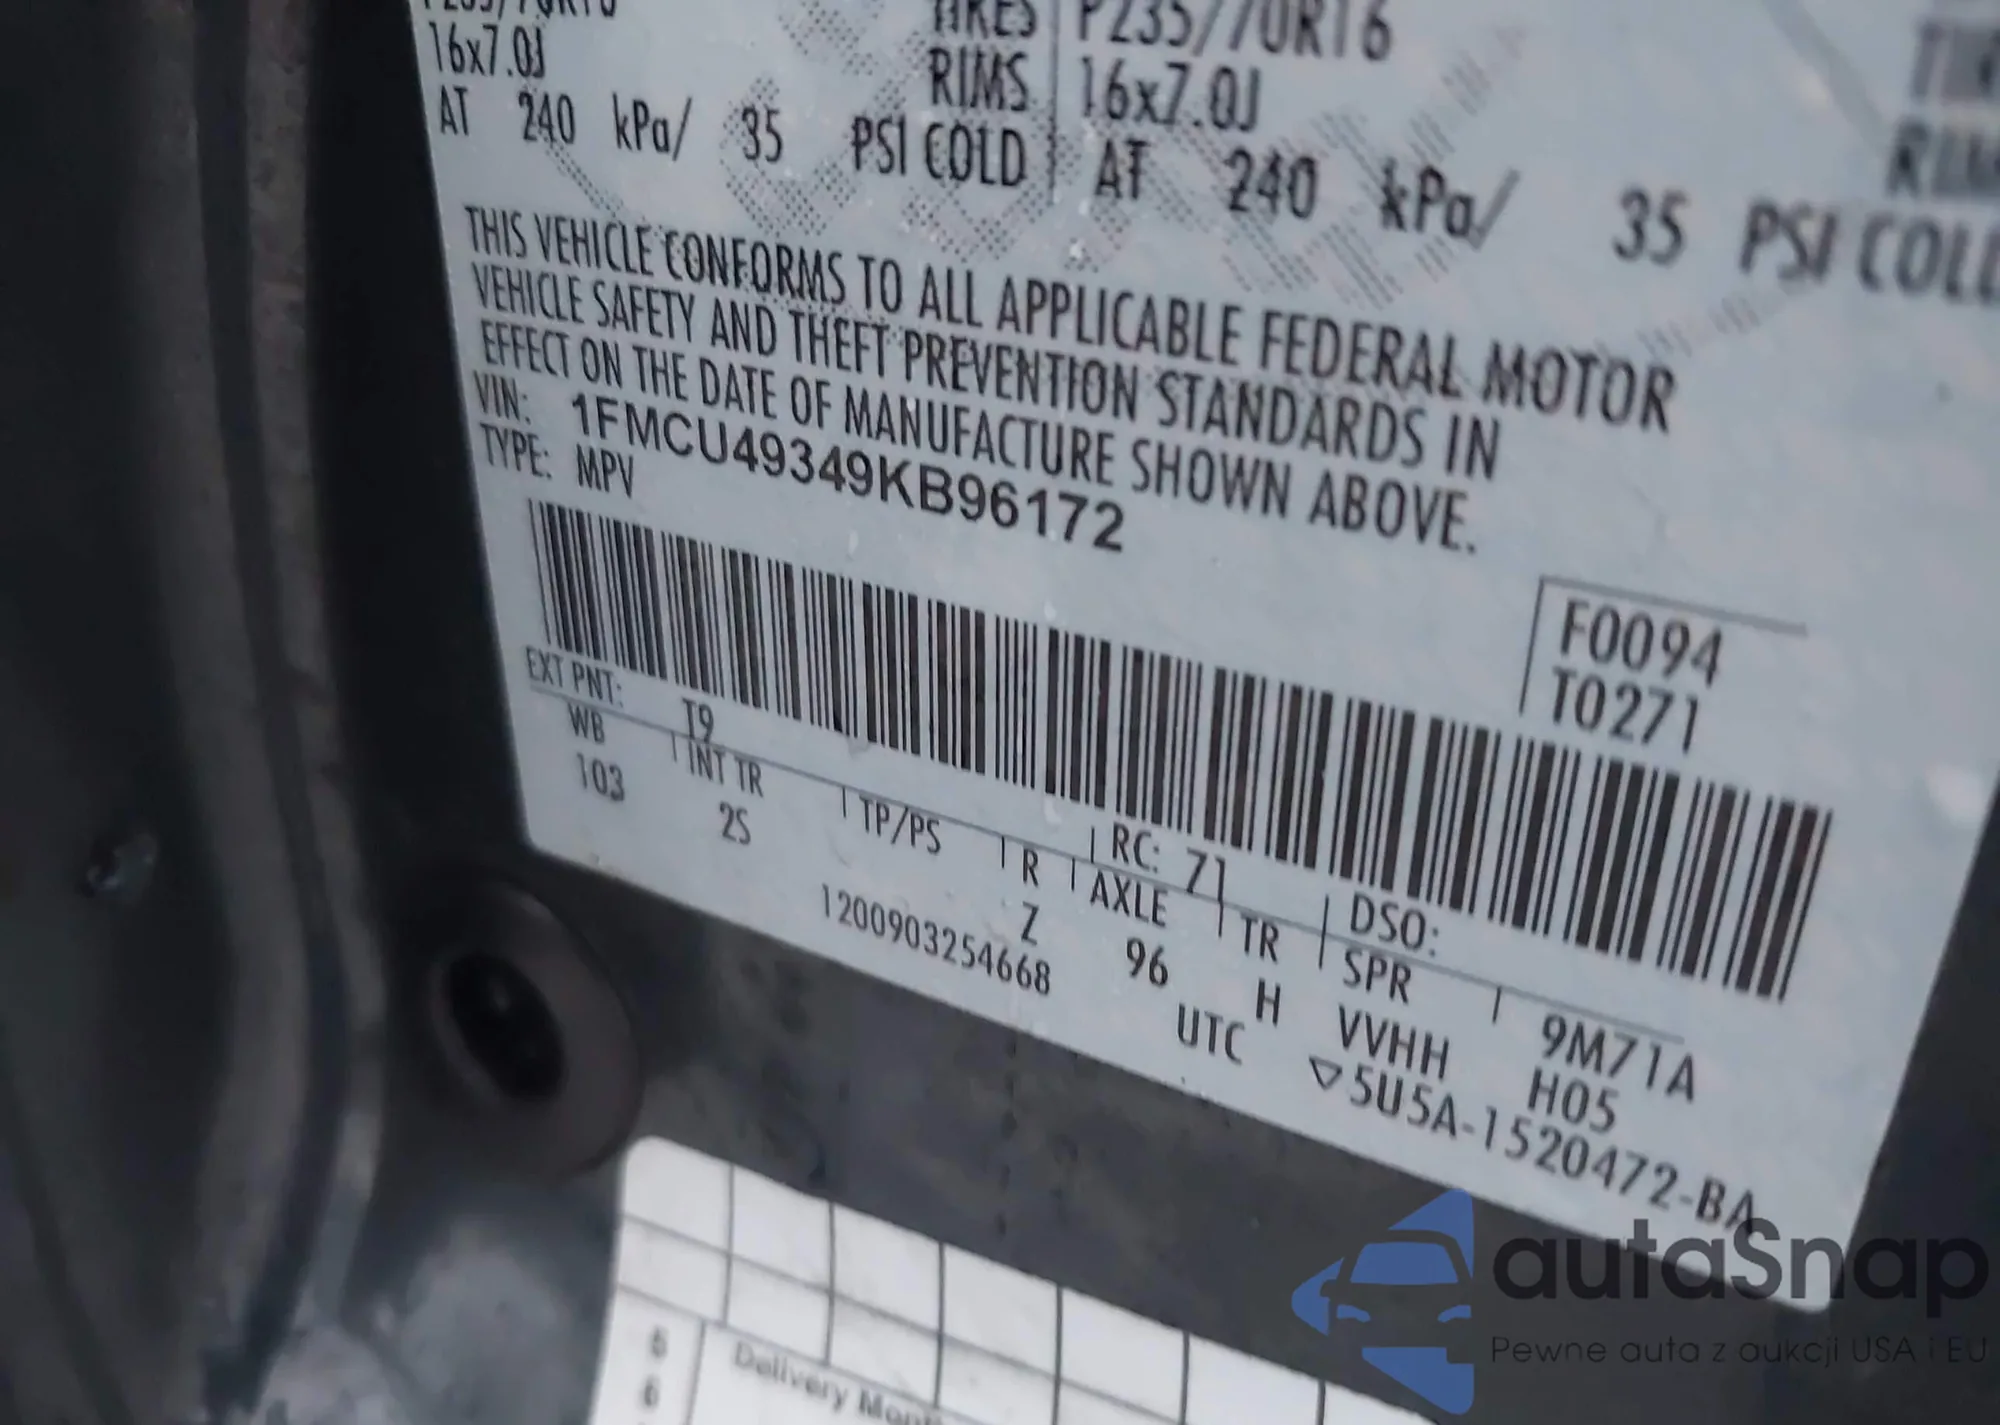 16x7.0J
AT 240 kPa/ 35 PSI COLD
TIRES P235/70R16
RIMS 16x7.0J
AT 240 kPa/ 35 PSI COLD
THIS VEHICLE CONFORMS TO ALL APPLICABLE FEDERAL MOTOR
VEHICLE SAFETY AND THEFT PREVENTION STANDARDS IN
EFFECT ON THE DATE OF MANUFACTURE SHOWN ABOVE.
VIN: 1FMCU49349KB96172
TYPE: MPV
F0094
T0271
EXT PNT: T9 RC: 71 DSO:
WB INT TR TP/PS R AXLE TR SPR 9M71A
103 2S Z 96 H VVHH H05
1200903254668 UTC ▽5U5A-1520472-BA
6
6
Delivery
autaSnap
Pewne auta z aukcji USA i EU